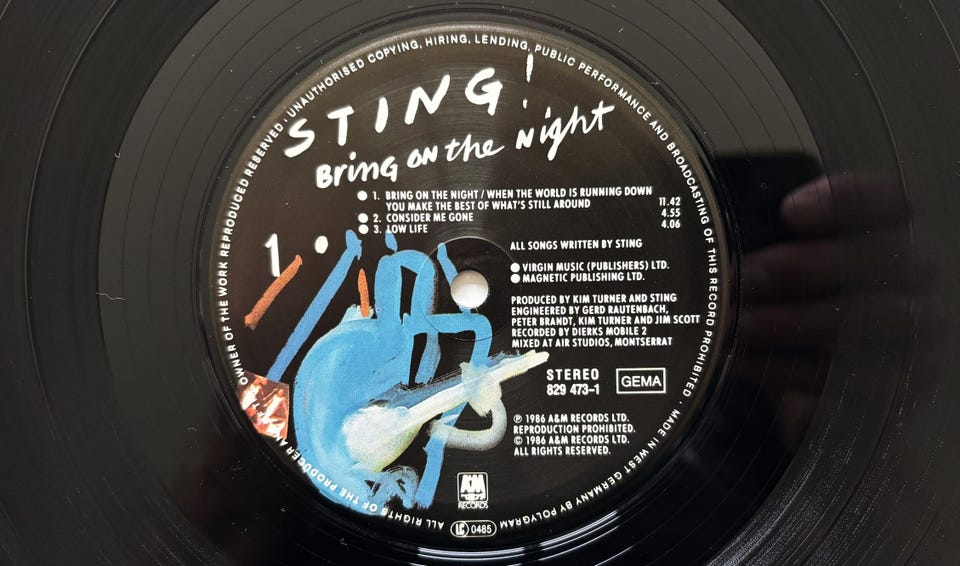 STING!
Bring on the Night
1. BRING ON THE NIGHT / WHEN THE WORLD IS RUNNING DOWN
YOU MAKE THE BEST OF WHAT'S STILL AROUND 11.42
2. CONSIDER ME GONE 4.55
3. LOW LIFE 4.06
1
ALL SONGS WRITTEN BY STING
VIRGIN MUSIC (PUBLISHERS) LTD.
MAGNETIC PUBLISHING LTD.
PRODUCED BY KIM TURNER AND STING
ENGINEERED BY GERD RAUTENBACH,
PETER BRANDT, KIM TURNER AND JIM SCOTT
RECORDED BY DIERKS MOBILE 2
MIXED AT AIR STUDIOS, MONTSERRAT
STEREO
829 473-1
GEMA
℗ 1986 A&M RECORDS LTD.
REPRODUCTION PROHIBITED.
© 1986 A&M RECORDS LTD.
ALL RIGHTS RESERVED.
A&M
RECORDS
LC 0485
ALL RIGHTS OF THE PRODUCER AN OWNER OF THE WORK REPRODUCED RESERVED · UNAUTHORISED COPYING, HIRING, LENDING, PUBLIC PERFORMANCE AND BROADCASTING OF THIS RECORD PROHIBITED · MADE IN WEST GERMANY BY POLYGRAM